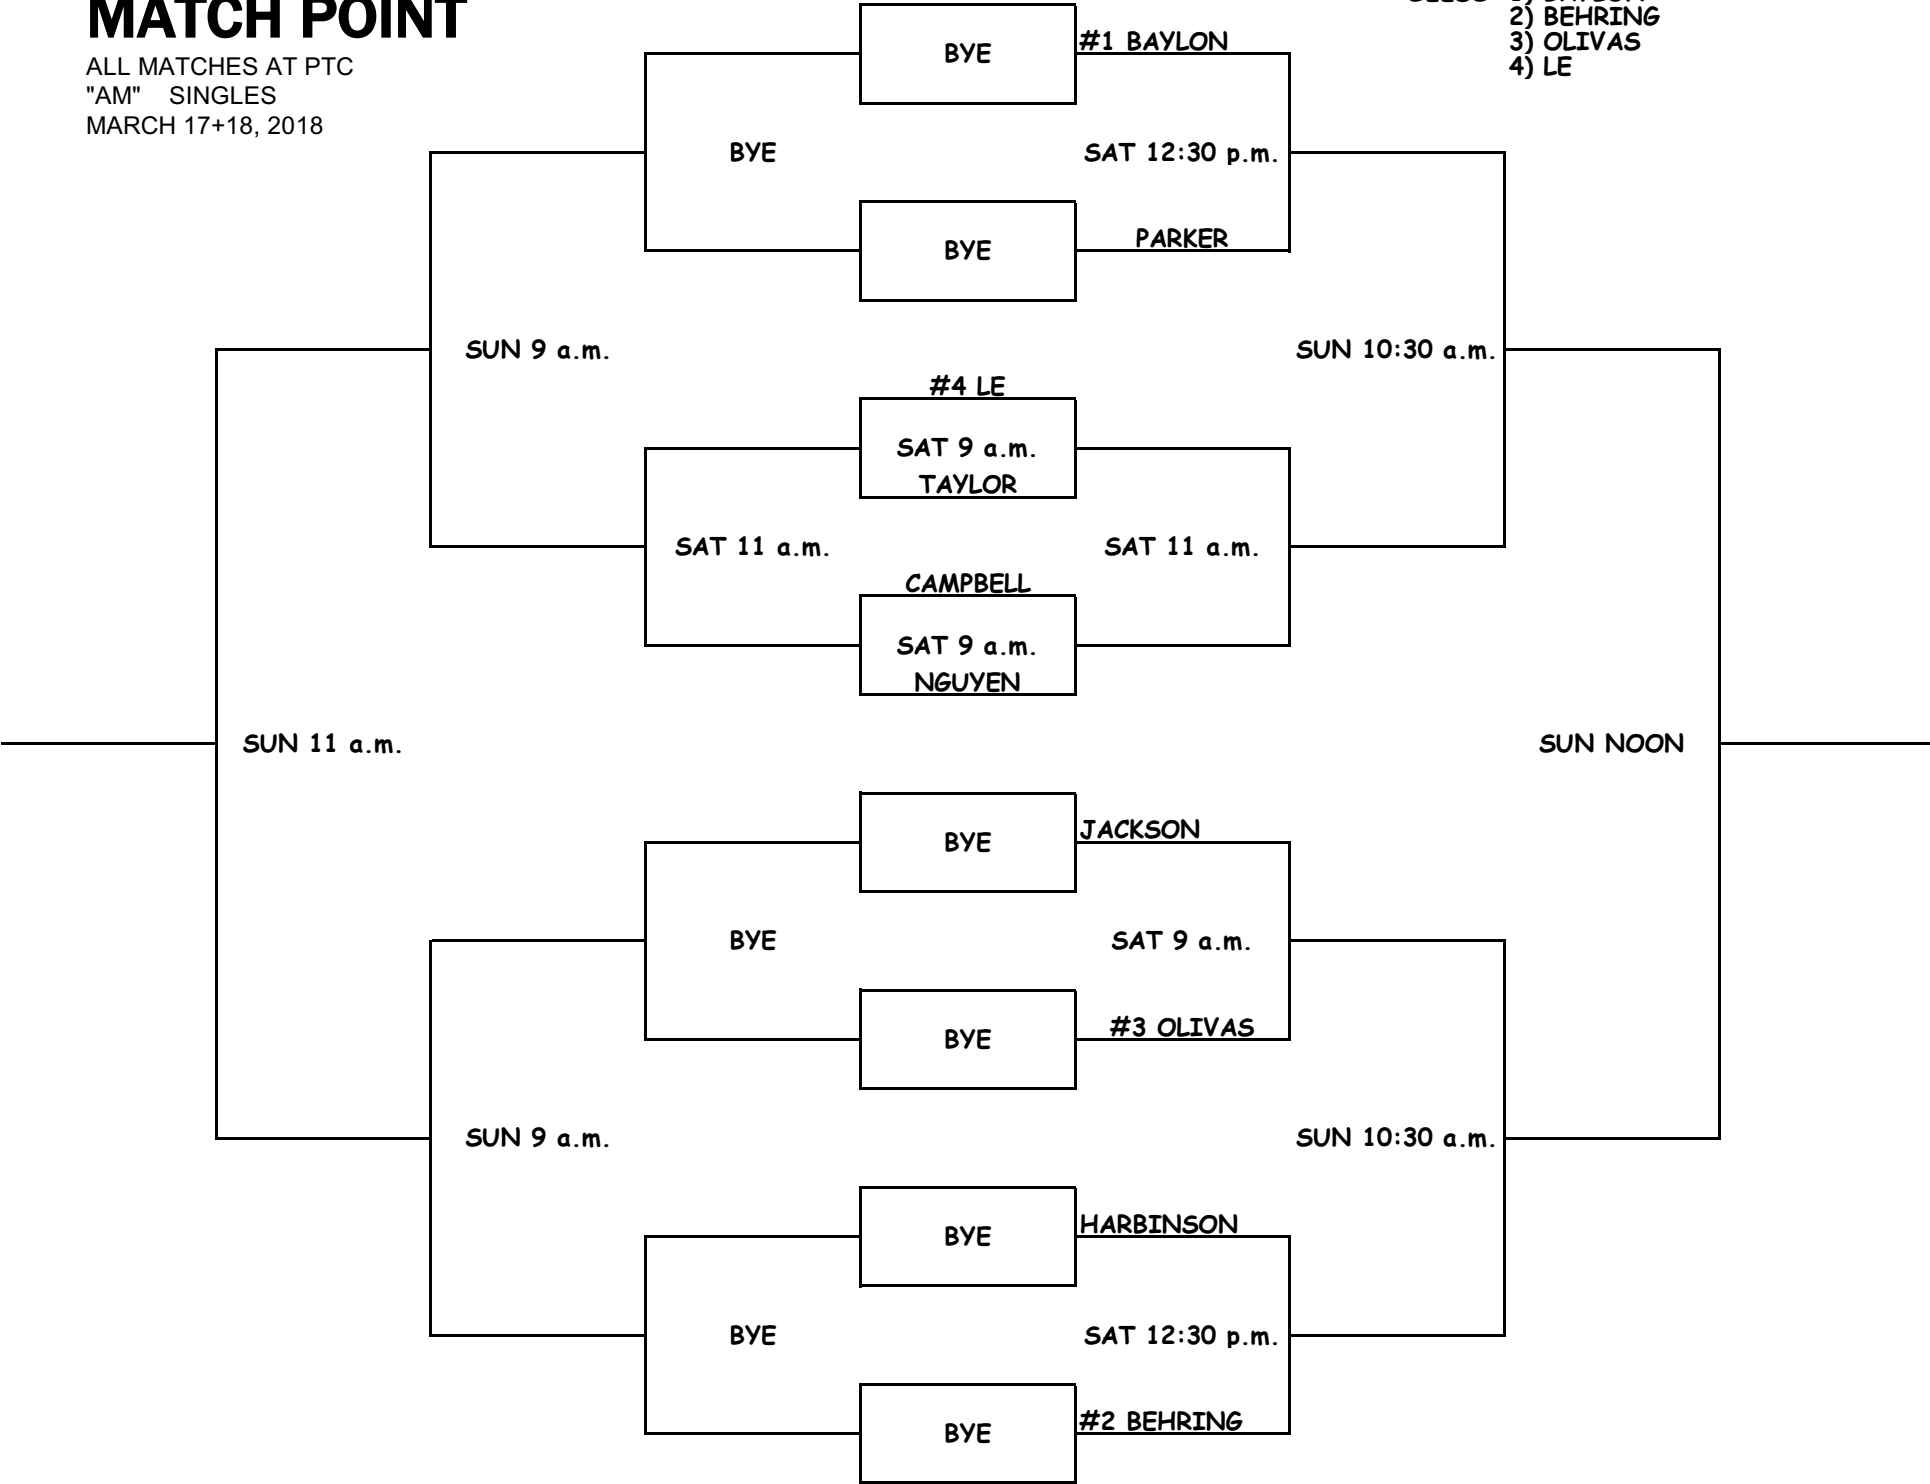 MATCH POINT
ALL MATCHES AT PTC
"AM" SINGLES
MARCH 17+18, 2018
2) BEHRING
3) OLIVAS
4) LE
BYE
#1 BAYLON
BYE
SAT 12:30 p.m.
BYE
PARKER
SUN 9 a.m.
SUN 10:30 a.m.
#4 LE
SAT 9 a.m.
TAYLOR
SAT 11 a.m.
SAT 11 a.m.
CAMPBELL
SAT 9 a.m.
NGUYEN
SUN 11 a.m.
SUN NOON
BYE
JACKSON
BYE
SAT 9 a.m.
BYE
#3 OLIVAS
SUN 9 a.m.
SUN 10:30 a.m.
BYE
HARBINSON
BYE
SAT 12:30 p.m.
BYE
#2 BEHRING